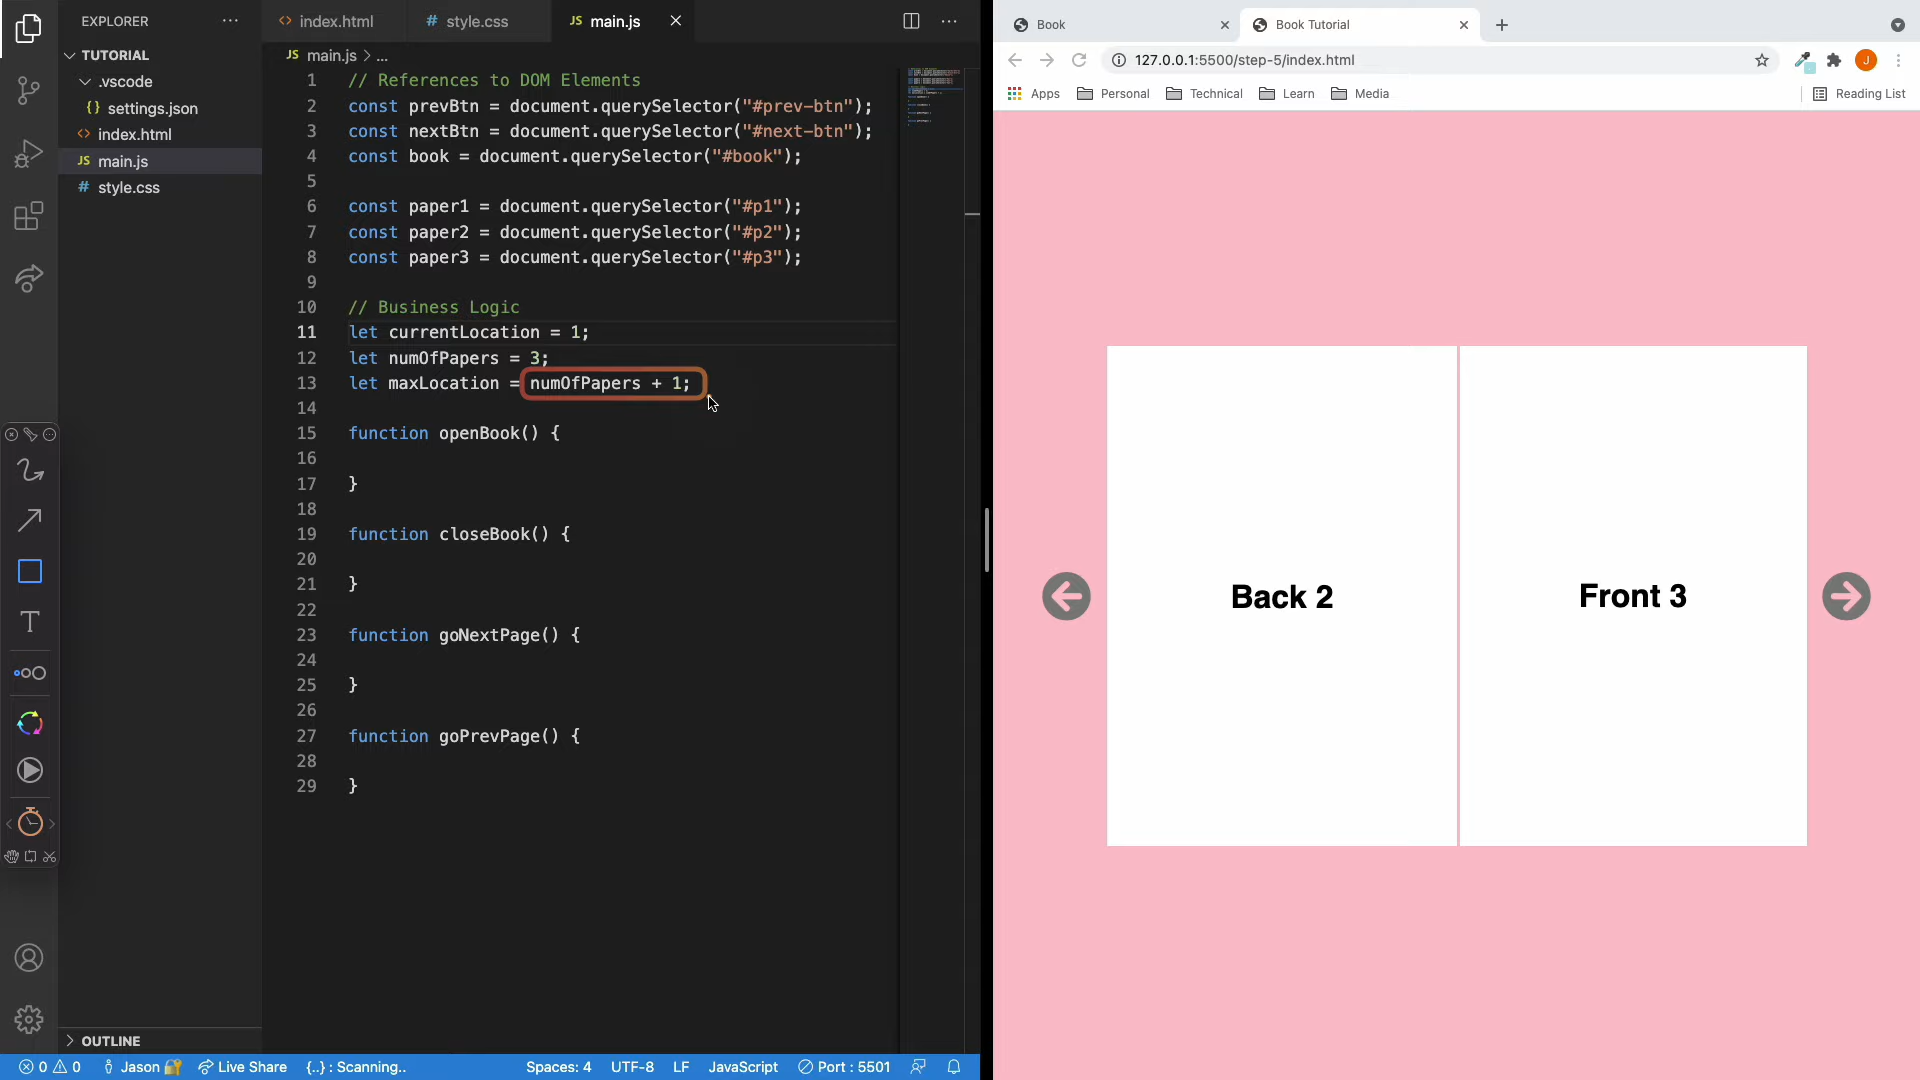 EXPLORER
TUTORIAL
.vscode
{} settings.json
<> index.html
JS main.js
# style.css
OUTLINE
<> index.html
# style.css
JS main.js
JS main.js > ...
1 // References to DOM Elements
2 const prevBtn = document.querySelector("#prev-btn");
3 const nextBtn = document.querySelector("#next-btn");
4 const book = document.querySelector("#book");
5
6 const paper1 = document.querySelector("#p1");
7 const paper2 = document.querySelector("#p2");
8 const paper3 = document.querySelector("#p3");
9
10 // Business Logic
11 let currentLocation = 1;
12 let numOfPapers = 3;
13 let maxLocation = numOfPapers + 1;
14
15 function openBook() {
16
17 }
18
19 function closeBook() {
20
21 }
22
23 function goNextPage() {
24
25 }
26
27 function goPrevPage() {
28
29 }
T
0 0 Jason Live Share {..} : Scanning.. Spaces: 4 UTF-8 LF JavaScript Port : 5501
Book
Book Tutorial
127.0.0.1:5500/step-5/index.html
J
Apps Personal Technical Learn Media Reading List
Back 2
Front 3